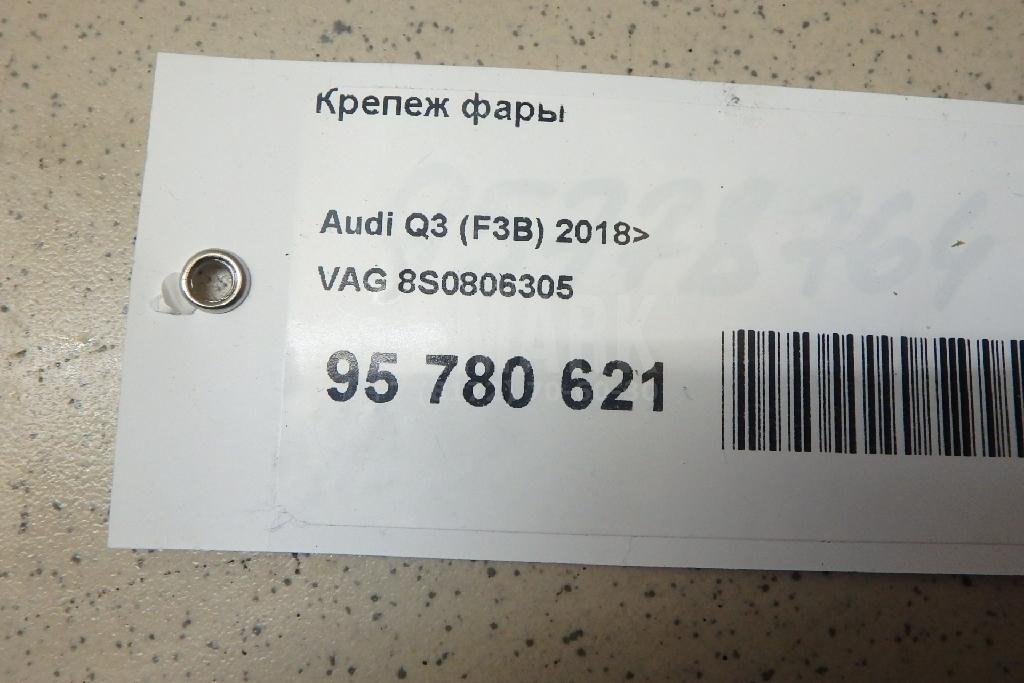 Крепеж фары
Audi Q3 (F3B) 2018>
VAG 8S0806305
95 780 621